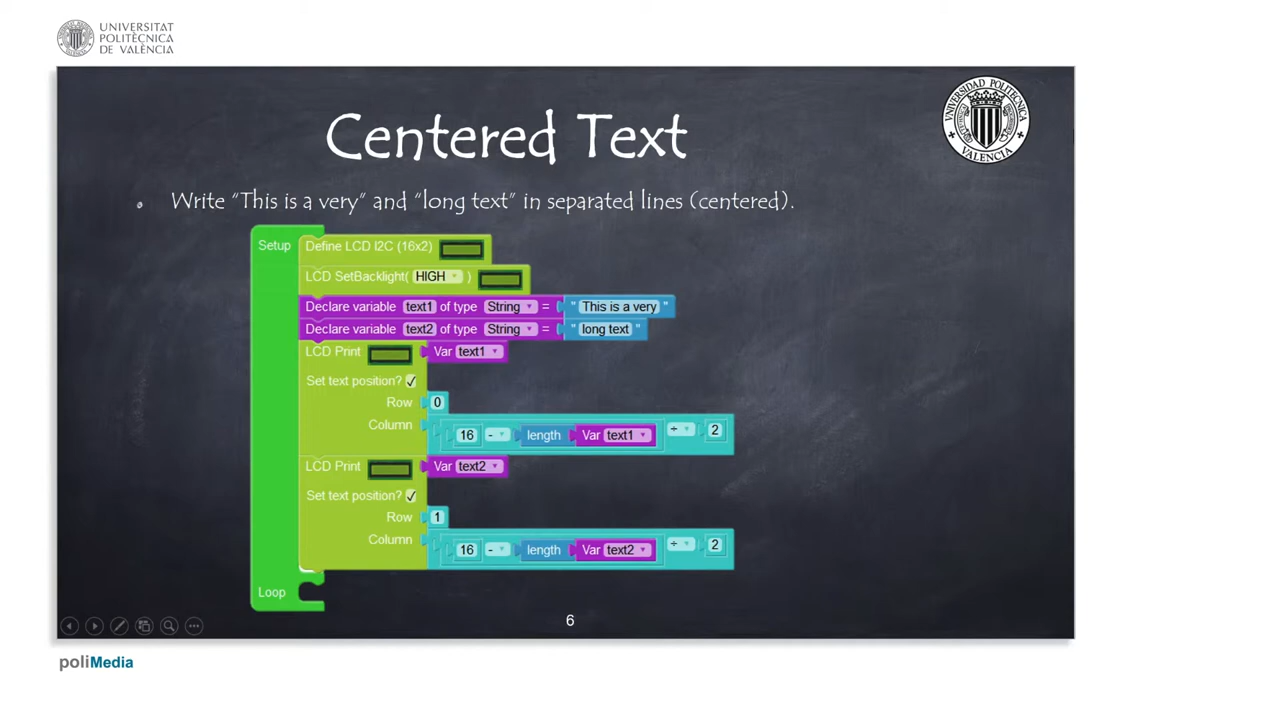 UNIVERSITAT
POLITÈCNICA
DE VALÈNCIA
UNIVERSIDAD POLITECNICA
VALENCIA
Centered Text
Write “This is a very” and “long text” in separated lines (centered).
Setup
Define LCD I2C (16x2)
LCD SetBacklight( HIGH )
Declare variable text1 of type String = " This is a very "
Declare variable text2 of type String = " long text "
LCD Print Var text1
Set text position? ✓
Row 0
Column 16 - length Var text1 ÷ 2
LCD Print Var text2
Set text position? ✓
Row 1
Column 16 - length Var text2 ÷ 2
Loop
6
poliMedia